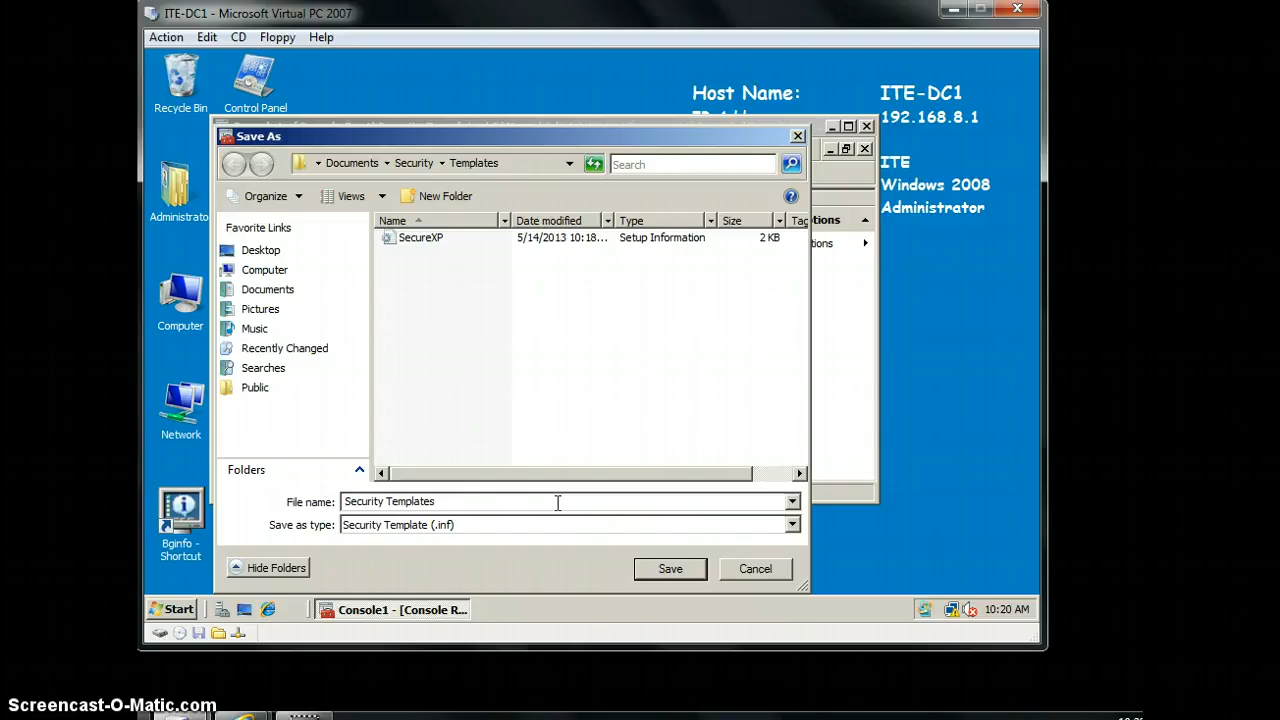 ITE-DC1 - Microsoft Virtual PC 2007
Action Edit CD Floppy Help
Recycle Bin
Control Panel
Host Name: ITE-DC1
192.168.8.1
ITE
Windows 2008
Administrator
Save As
Documents Security Templates
Search
Organize Views New Folder
Favorite Links
Desktop
Computer
Documents
Pictures
Music
Recently Changed
Searches
Public
Folders
Name Date modified Type Size Tag
SecureXP 5/14/2013 10:18... Setup Information 2 KB
tions
tions
File name: Security Templates
Save as type: Security Template (.inf)
Hide Folders Save Cancel
Administrato
Computer
Network
Bginfo -
Shortcut
Start Console1 - [Console R... 10:20 AM
Screencast-O-Matic.com